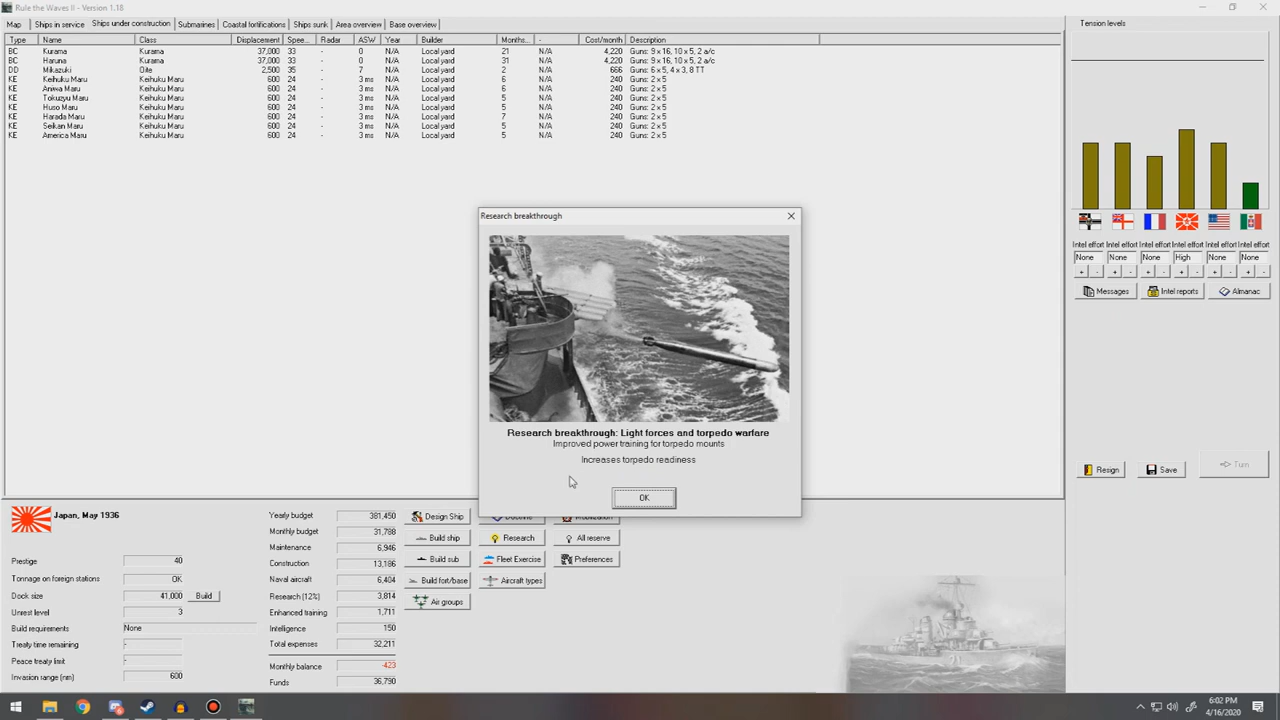 Rule the Waves II - Version 1.18
Map Ships in service Ships under construction Submarines Coastal fortifications Ships sunk Area overview Base overview
Type Name Class Displacement Spee... Radar ASW Year Builder Months... - Cost/month Description
BC Kurama Kurama 37,000 33 - 0 N/A Local yard 21 N/A 4,220 Guns: 9 x 16, 10 x 5, 2 a/c
BC Haruna Kurama 37,000 33 - 0 N/A Local yard 31 N/A 4,220 Guns: 9 x 16, 10 x 5, 2 a/c
DD Mikazuki Oite 2,500 35 - 7 N/A Local yard 2 N/A 666 Guns: 6 x 5, 4 x 3, 8 TT
KE Keihuku Maru Keihuku Maru 600 24 - 3 ms N/A Local yard 6 N/A 240 Guns: 2 x 5
KE Aniwa Maru Keihuku Maru 600 24 - 3 ms N/A Local yard 6 N/A 240 Guns: 2 x 5
KE Tokuzyu Maru Keihuku Maru 600 24 - 3 ms N/A Local yard 5 N/A 240 Guns: 2 x 5
KE Huso Maru Keihuku Maru 600 24 - 3 ms N/A Local yard 5 N/A 240 Guns: 2 x 5
KE Harada Maru Keihuku Maru 600 24 - 3 ms N/A Local yard 7 N/A 240 Guns: 2 x 5
KE Seikan Maru Keihuku Maru 600 24 - 3 ms N/A Local yard 5 N/A 240 Guns: 2 x 5
KE America Maru Keihuku Maru 600 24 - 3 ms N/A Local yard 5 N/A 240 Guns: 2 x 5
Tension levels
Intel effort Intel effort Intel effort Intel effort Intel effort Intel effort
None None None High None None
+ - + - + - + - + - + -
Messages Intel reports Almanac
Resign Save Turn
Research breakthrough
Research breakthrough: Light forces and torpedo warfare
Improved power training for torpedo mounts
Increases torpedo readiness
OK
Japan, May 1936
Prestige 40
Tonnage on foreign stations OK
Dock size 41,000 Build
Unrest level 3
Build requirements None
Treaty time remaining -
Peace treaty limit -
Invasion range (nm) 600
Yearly budget 381,450
Monthly budget 31,788
Maintenance 6,946
Construction 13,186
Naval aircraft 6,404
Research (12%) 3,814
Enhanced training 1,711
Intelligence 150
Total expenses 32,211
Monthly balance -423
Funds 36,790
Design Ship Doctrine Mobilization
Build ship Research All reserve
Build sub Fleet Exercise Preferences
Build fort/base Aircraft types
Air groups
21
6:02 PM
4/16/2020